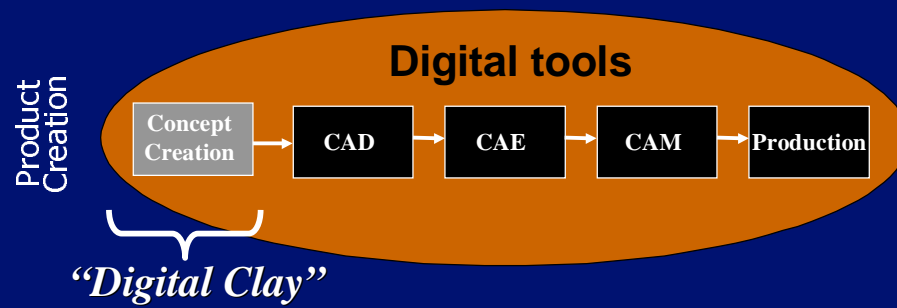 Digital tools
Product
Creation
Concept
Creation
CAD
CAE
CAM
Production
“Digital Clay”